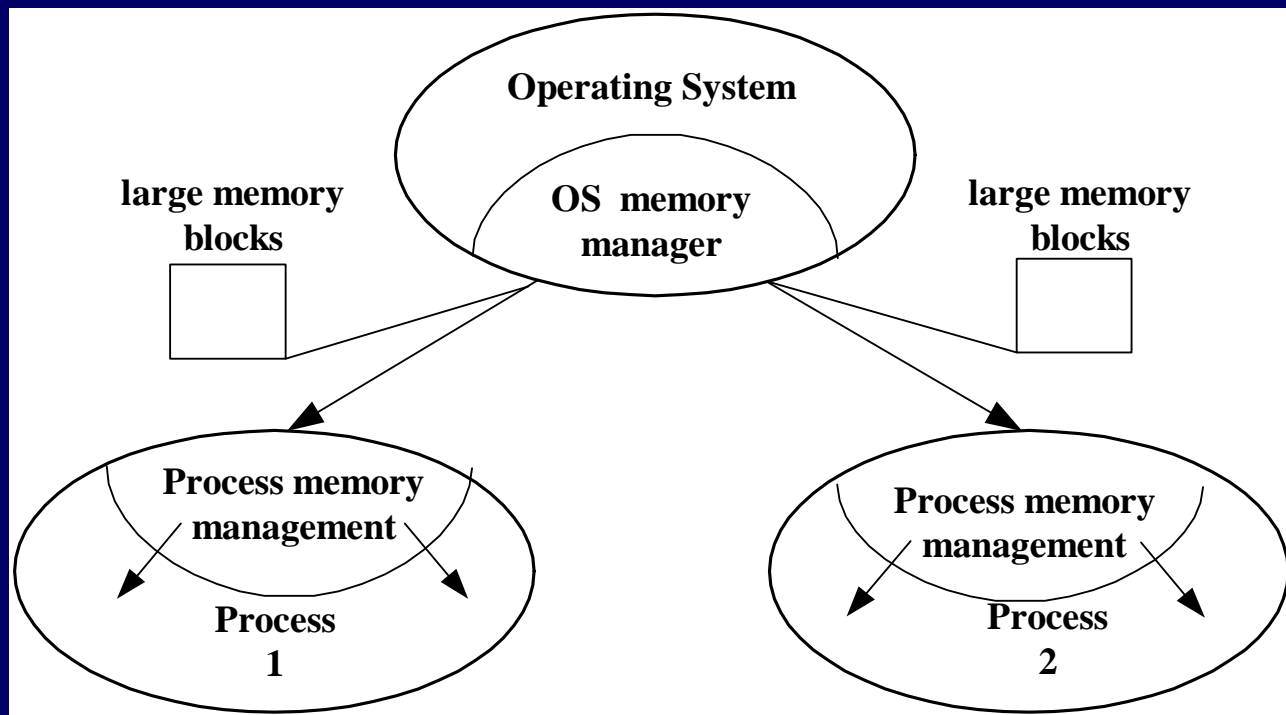 Operating System
OS memory
manager
large memory
blocks
large memory
blocks
Process memory
management
Process
1
Process memory
management
Process
2